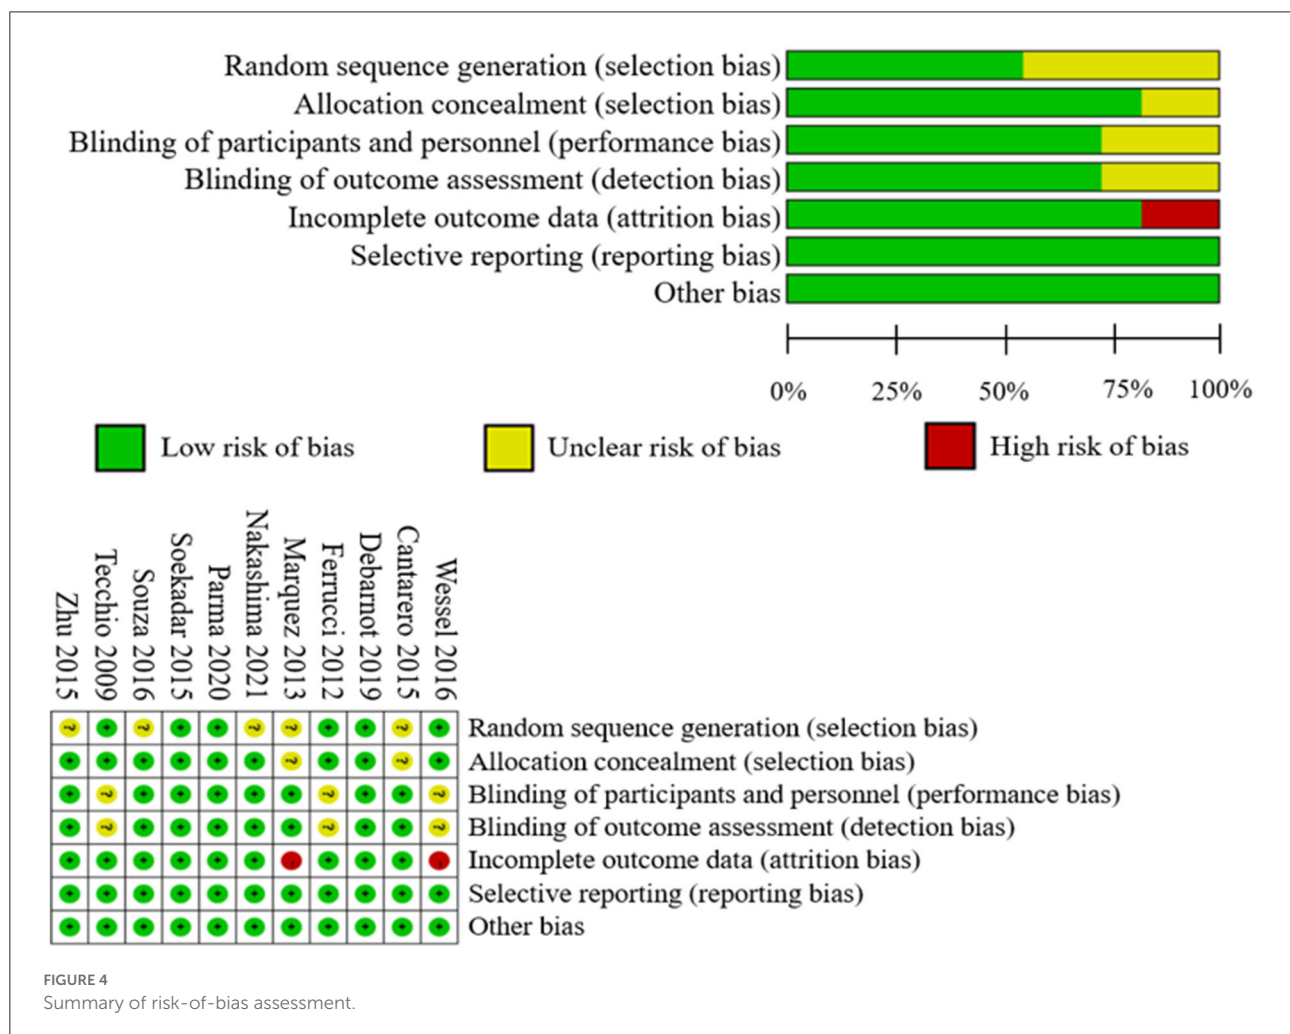 Random sequence generation (selection bias)
Allocation concealment (selection bias)
Blinding of participants and personnel (performance bias)
Blinding of outcome assessment (detection bias)
Incomplete outcome data (attrition bias)
Selective reporting (reporting bias)
Other bias
0% 25% 50% 75% 100%
Low risk of bias Unclear risk of bias High risk of bias
Zhu 2015
Tecchio 2009
Souza 2016
Soekadar 2015
Parma 2020
Nakashima 2021
Marquez 2013
Ferrucci 2012
Debarnot 2019
Cantarero 2015
Wessel 2016
? + ? + + ? ? + + ? + Random sequence generation (selection bias)
+ + + + + + ? + + ? + Allocation concealment (selection bias)
+ ? + + + + + ? + + ? Blinding of participants and personnel (performance bias)
+ ? + + + + + ? + + ? Blinding of outcome assessment (detection bias)
+ + + + + + - + + + - Incomplete outcome data (attrition bias)
+ + + + + + + + + + + Selective reporting (reporting bias)
+ + + + + + + + + + + Other bias
FIGURE 4
Summary of risk-of-bias assessment.